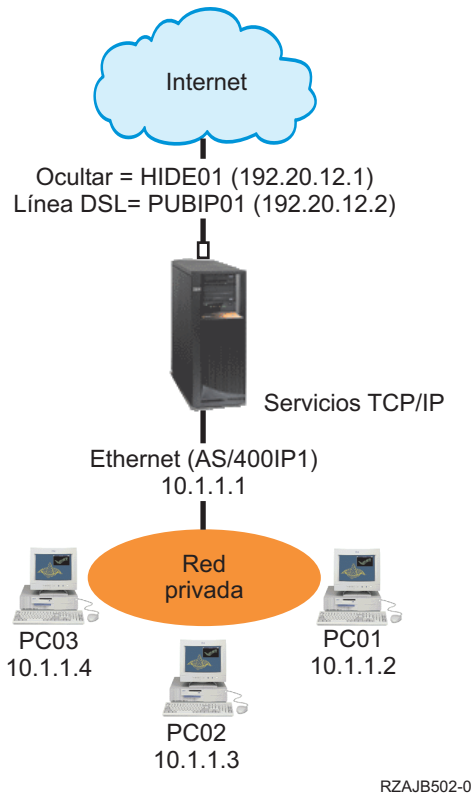 Internet
Ocultar = HIDE01 (192.20.12.1)
Línea DSL= PUBIP01 (192.20.12.2)
Servicios TCP/IP
Ethernet (AS/400IP1)
10.1.1.1
Red
privada
PC03
10.1.1.4
PC01
10.1.1.2
PC02
10.1.1.3
RZAJB502-0